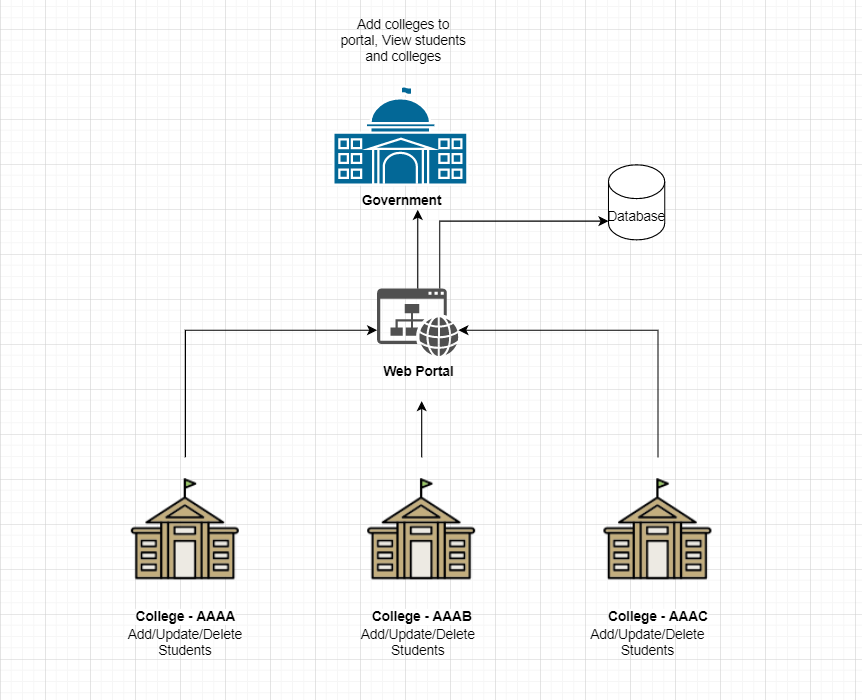 Add colleges to
portal, View students
and colleges
Government
Database
Web Portal
College - AAAA
Add/Update/Delete
Students
College - AAAB
Add/Update/Delete
Students
College - AAAC
Add/Update/Delete
Students